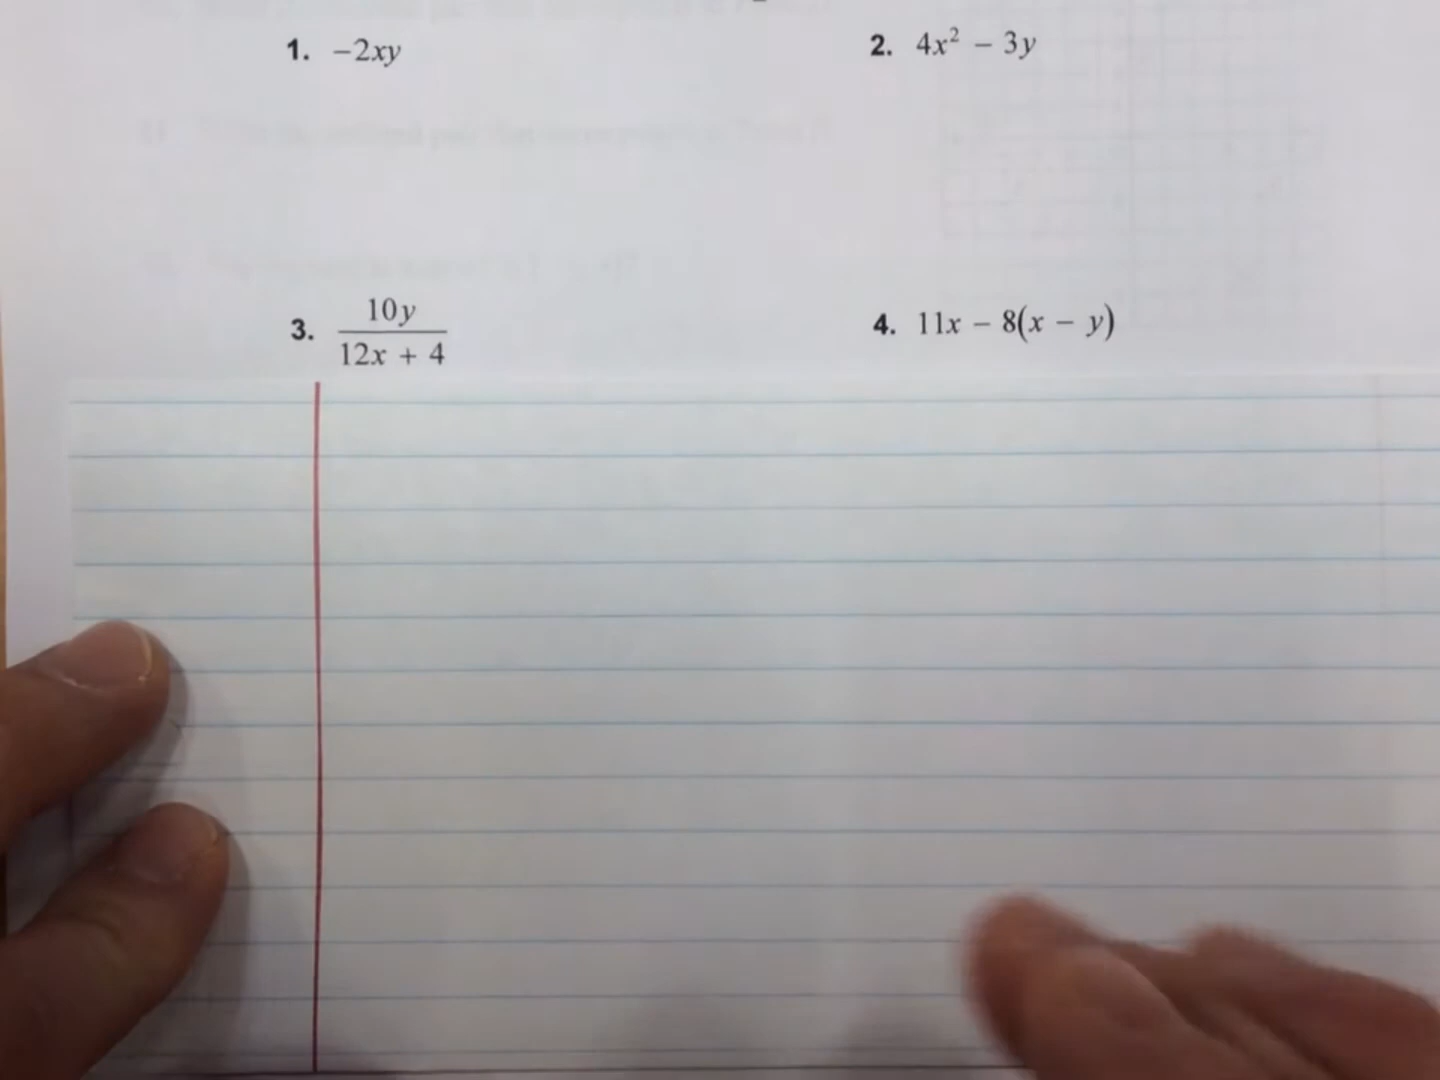 1. −2xy
2. 4x² − 3y
3. 10y / (12x + 4)
4. 11x − 8(x − y)